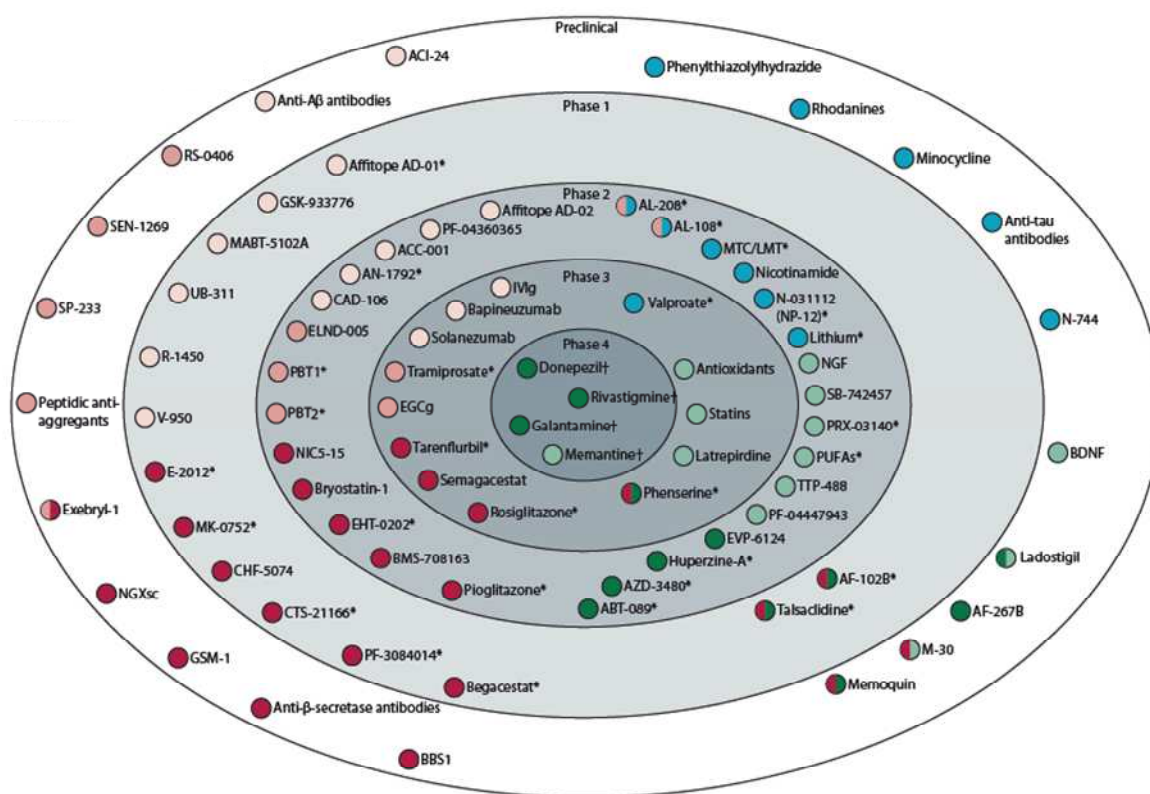 Preclinical
ACI-24
Phenylthiazolylhydrazide
Anti-Aβ antibodies
Phase 1
Rhodanines
RS-0406
Affitope AD-01*
Minocycline
GSK-933776
Phase 2
AL-208*
Affitope AD-02
SEN-1269
PF-04360365
AL-108*
Anti-tau
antibodies
MABT-5102A
ACC-001
MTC/LMT*
AN-1792*
Phase 3
Nicotinamide
UB-311
CAD-106
IVIg
Valproate*
N-031112
(NP-12)*
SP-233
Bapineuzumab
N-744
ELND-005
Solanezumab
Lithium*
R-1450
Phase 4
NGF
PBT1*
Tramiprosate*
Donepezil†
Antioxidants
Peptidic anti-
aggregants
Rivastigmine†
SB-742457
V-950
PBT2*
EGCg
Galantamine†
Statins
PRX-03140*
NIC5-15
Tarenflurbil*
Memantine†
Latrepirdine
PUFAs*
BDNF
E-2012*
Bryostatin-1
Semagacestat
Phenserine*
TTP-488
Exebryl-1
Rosiglitazone*
PF-04447943
MK-0752*
EHT-0202*
EVP-6124
CHF-5074
BMS-708163
Huperzine-A*
Ladostigil
AF-102B*
NGXsc
Pioglitazone*
AZD-3480*
CTS-21166*
ABT-089*
Talsaclidine*
AF-267B
GSM-1
PF-3084014*
M-30
Begacestat*
Memoquin
Anti-β-secretase antibodies
BBS1